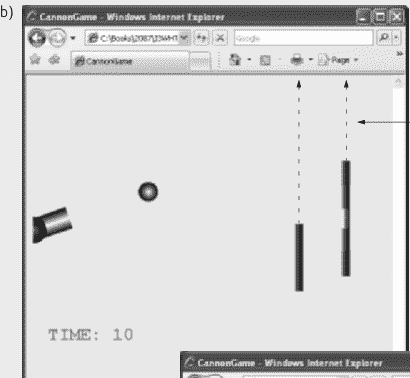 b)
CannonGame - Windows Internet Explorer
Google
CannonGame
Page
TIME: 10
CannonGame - Windows Internet Explorer